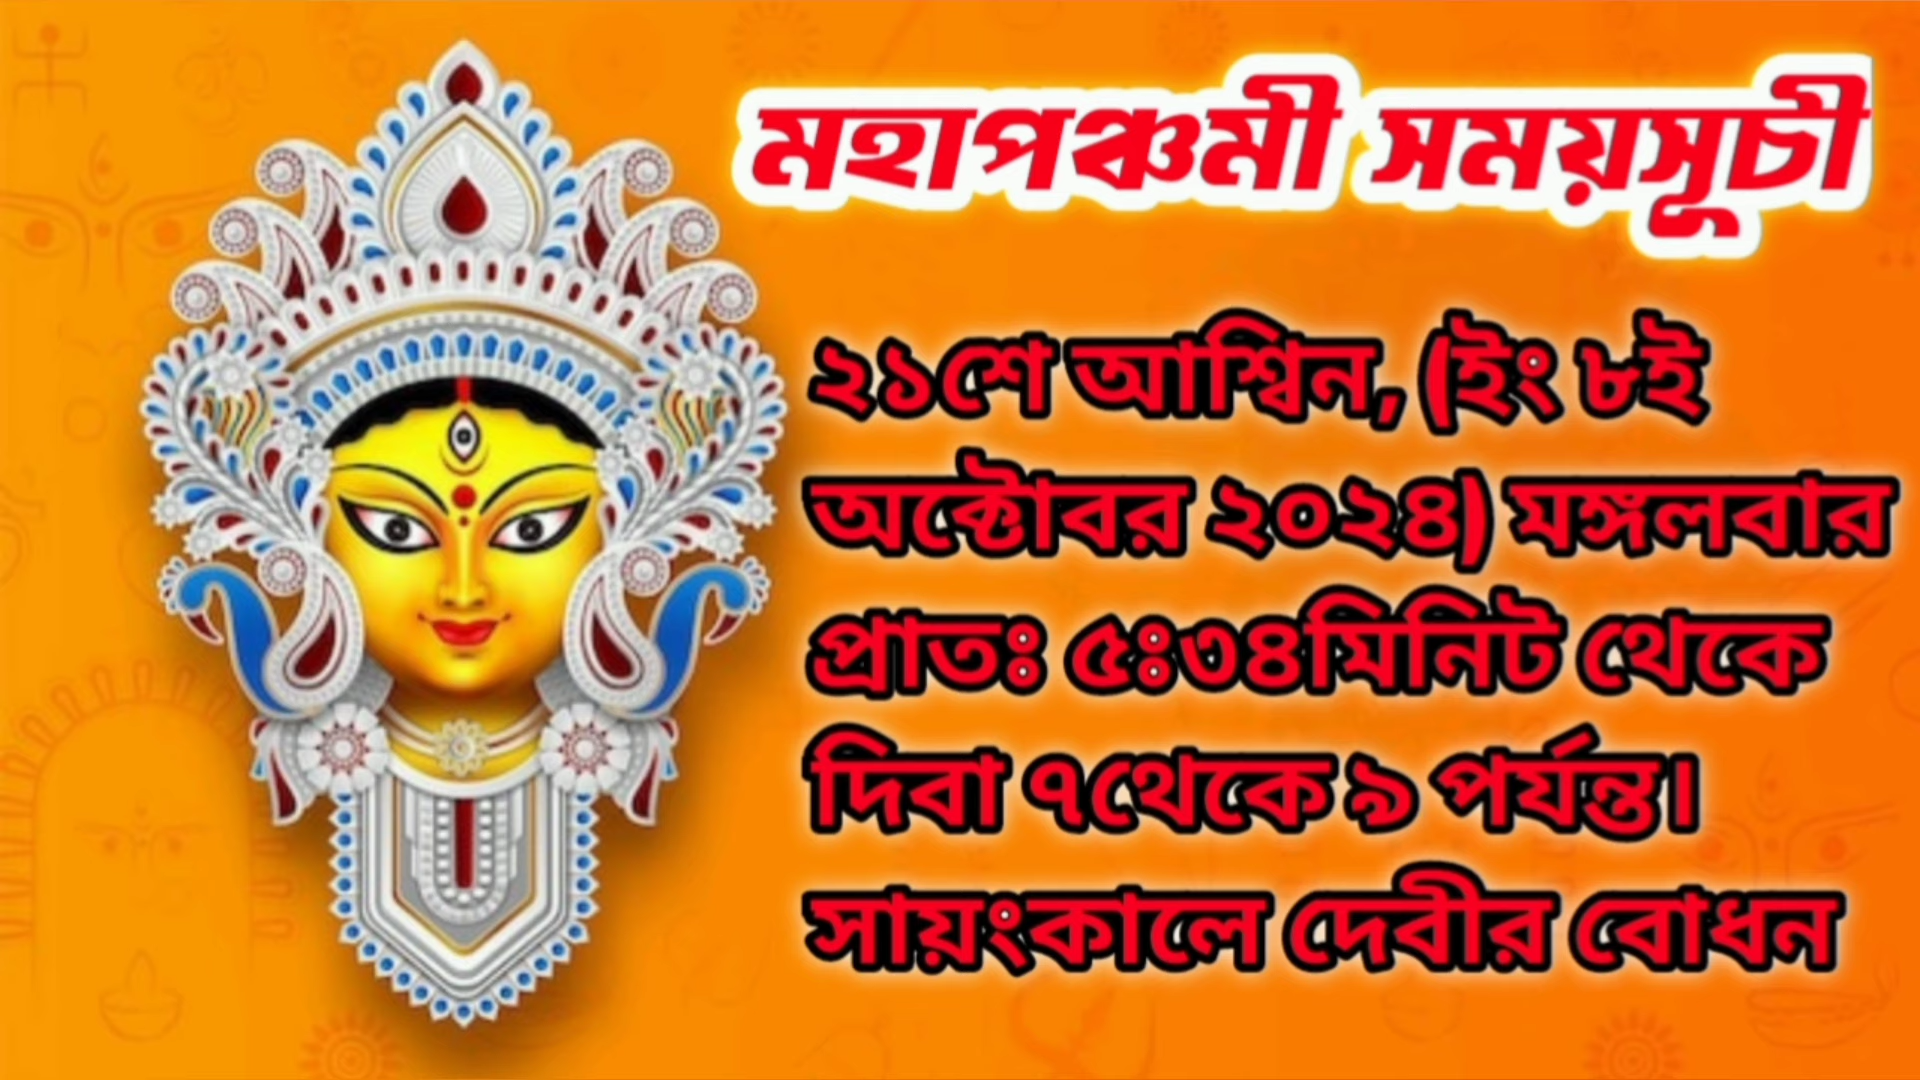 মহাপঞ্চমী সময়সূচী
২১শে আশ্বিন, (ইং ৮ই
অক্টোবর ২০২৪) মঙ্গলবার
প্রাতঃ ৫ঃ৩৪মিনিট থেকে
দিবা ৭থেকে ৯ পর্যন্ত।
সায়ংকালে দেবীর বোধন